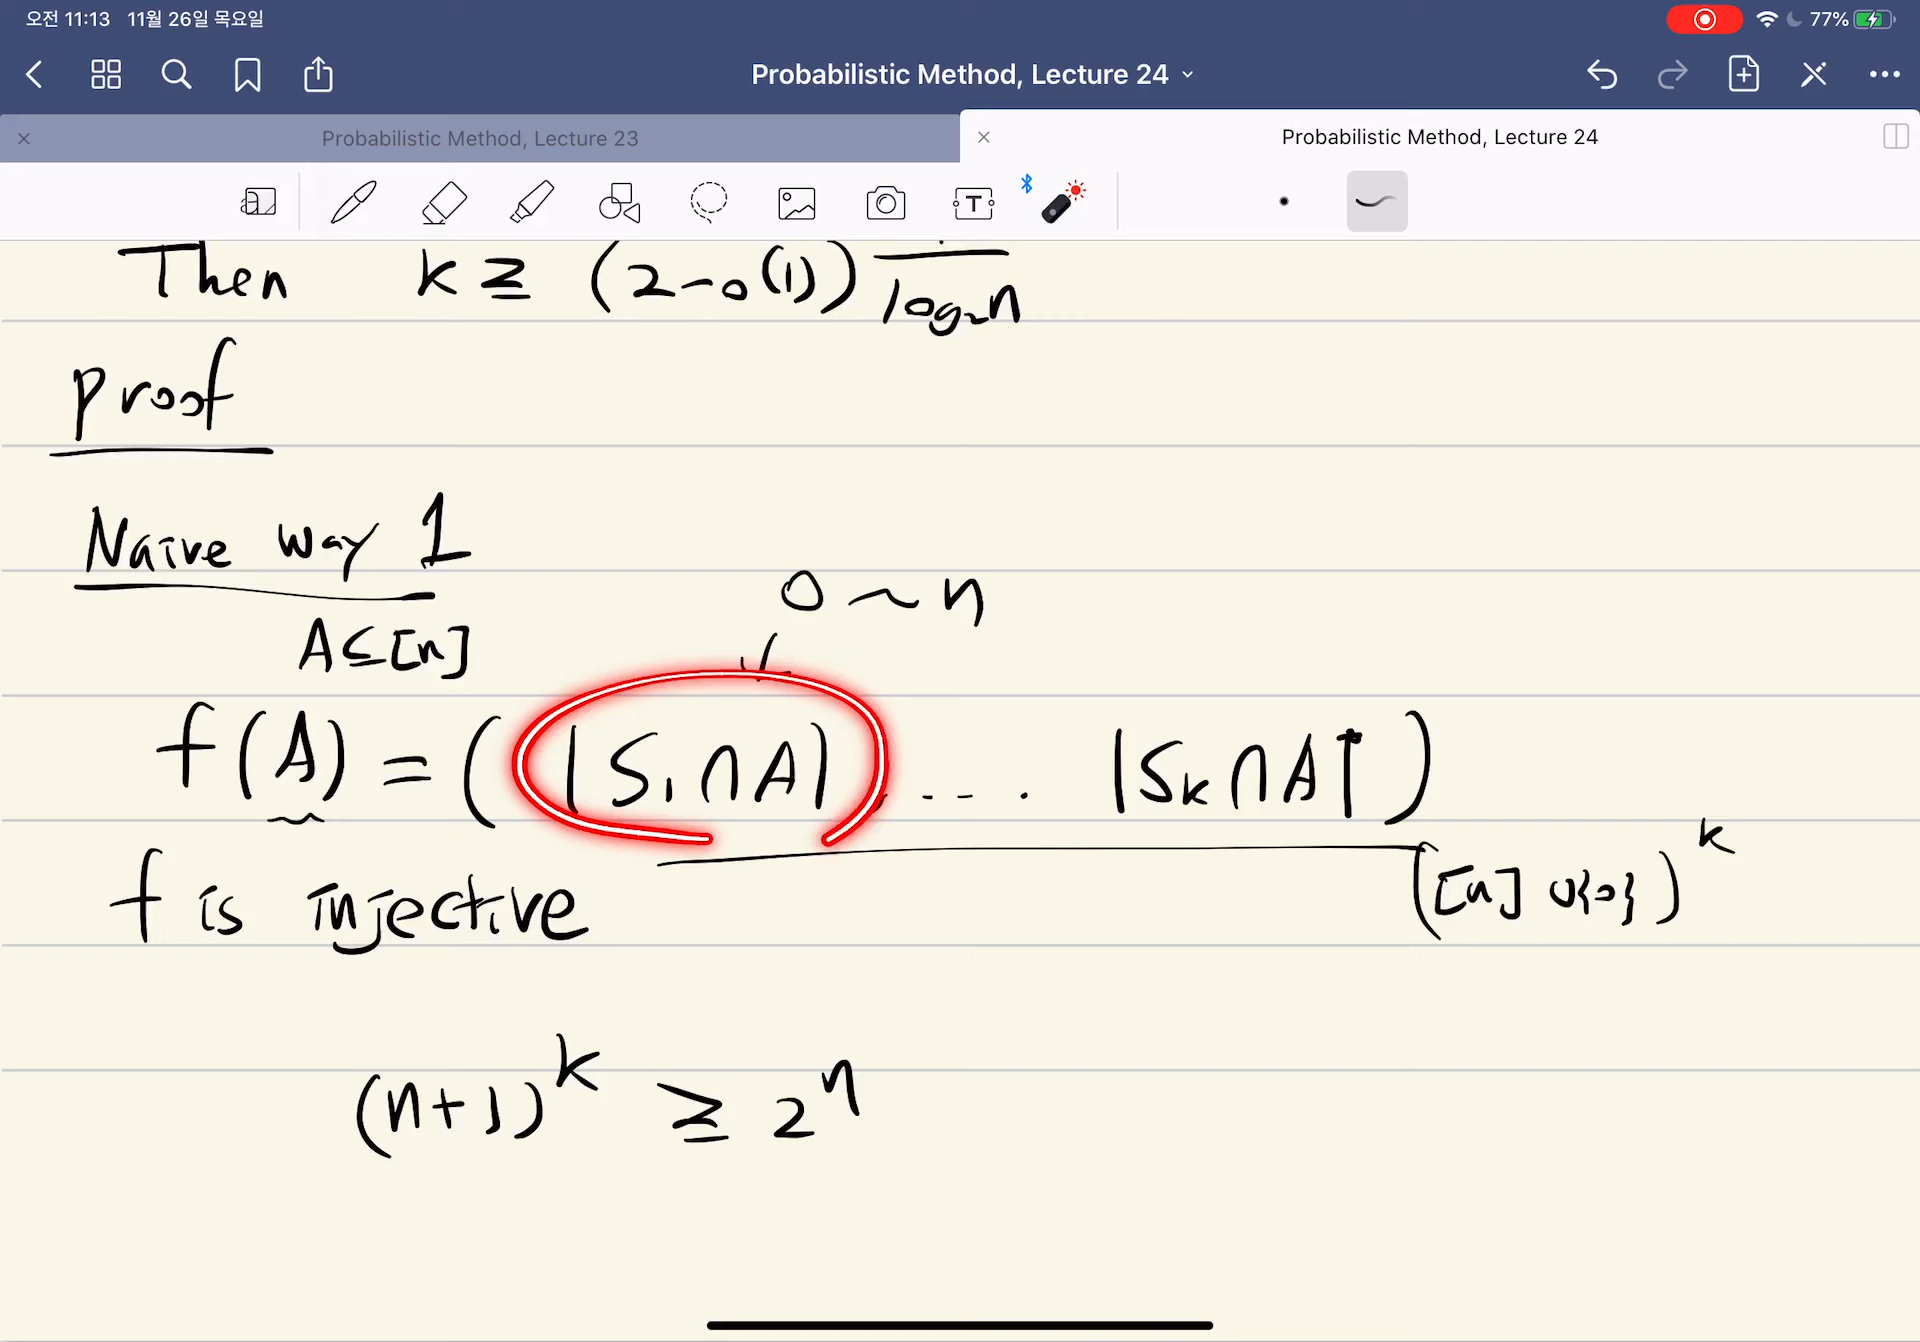 오전 11:13 11월 26일 목요일 77%
Probabilistic Method, Lecture 24
Probabilistic Method, Lecture 23
Probabilistic Method, Lecture 24
Then k ≥ (2-o(1)) / log₂n
Proof
Naive way 1
0 ~ n
A ⊆ [n]
f(A) = ( |S₁∩A|, .... |Sₖ∩A| )
([n] ∪{0})^k
f is injective
(n+1)^k ≥ 2^n